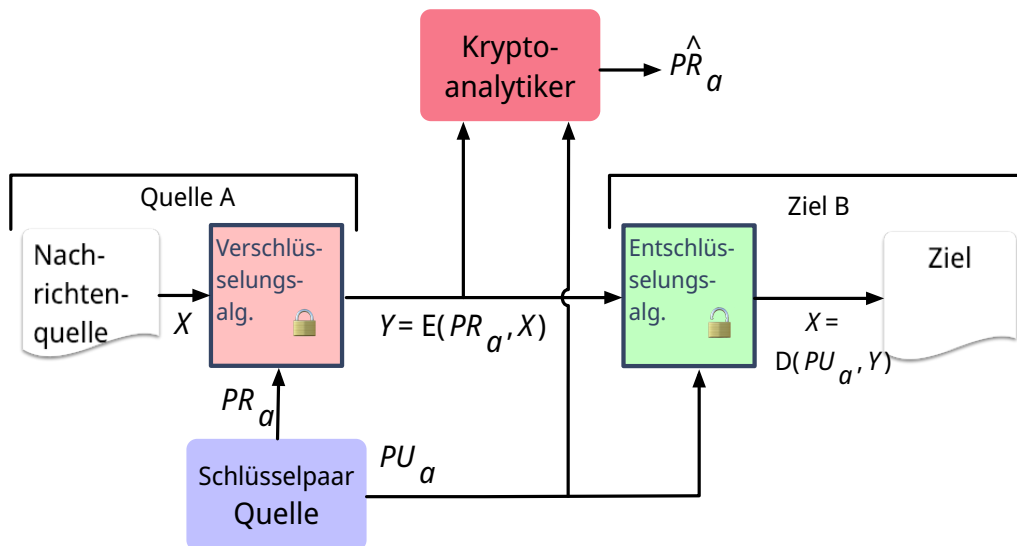 Krypto-
analytiker
PR̂a
Quelle A
Ziel B
Nach-
richten-
quelle
X
Verschlüs-
selungs-
alg.
Y = E(PRa, X)
Entschlüs-
selungs-
alg.
Ziel
X =
D(PUa, Y)
PRa
Schlüsselpaar
Quelle
PUa